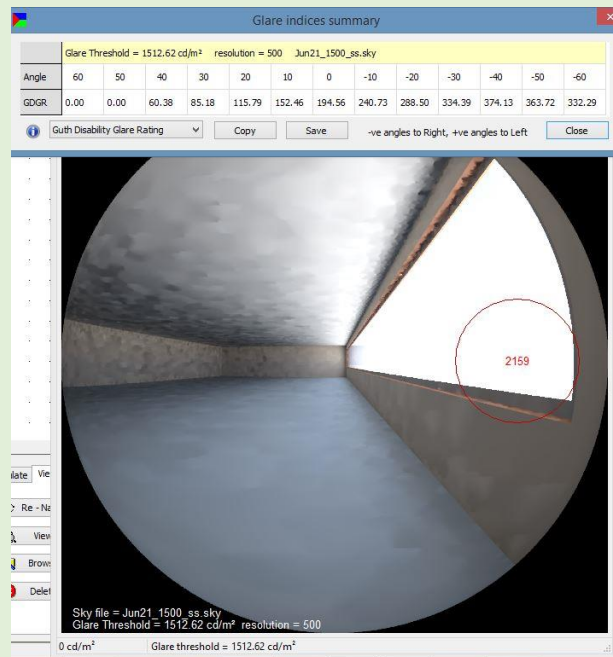 Glare indices summary
Glare Threshold = 1512.62 cd/m² resolution = 500 Jun21_1500_ss.sky
Angle 60 50 40 30 20 10 0 -10 -20 -30 -40 -50 -60
GDGR 0.00 0.00 60.38 85.18 115.79 152.46 194.56 240.73 288.50 334.39 374.13 363.72 332.29
Guth Disability Glare Rating Copy Save -ve angles to Right, +ve angles to Left Close
2159
late Vie
Re - Na
View
Brows
Delet
Sky file = Jun21_1500_ss.sky
Glare Threshold = 1512.62 cd/m² resolution = 500
0 cd/m² Glare threshold = 1512.62 cd/m²